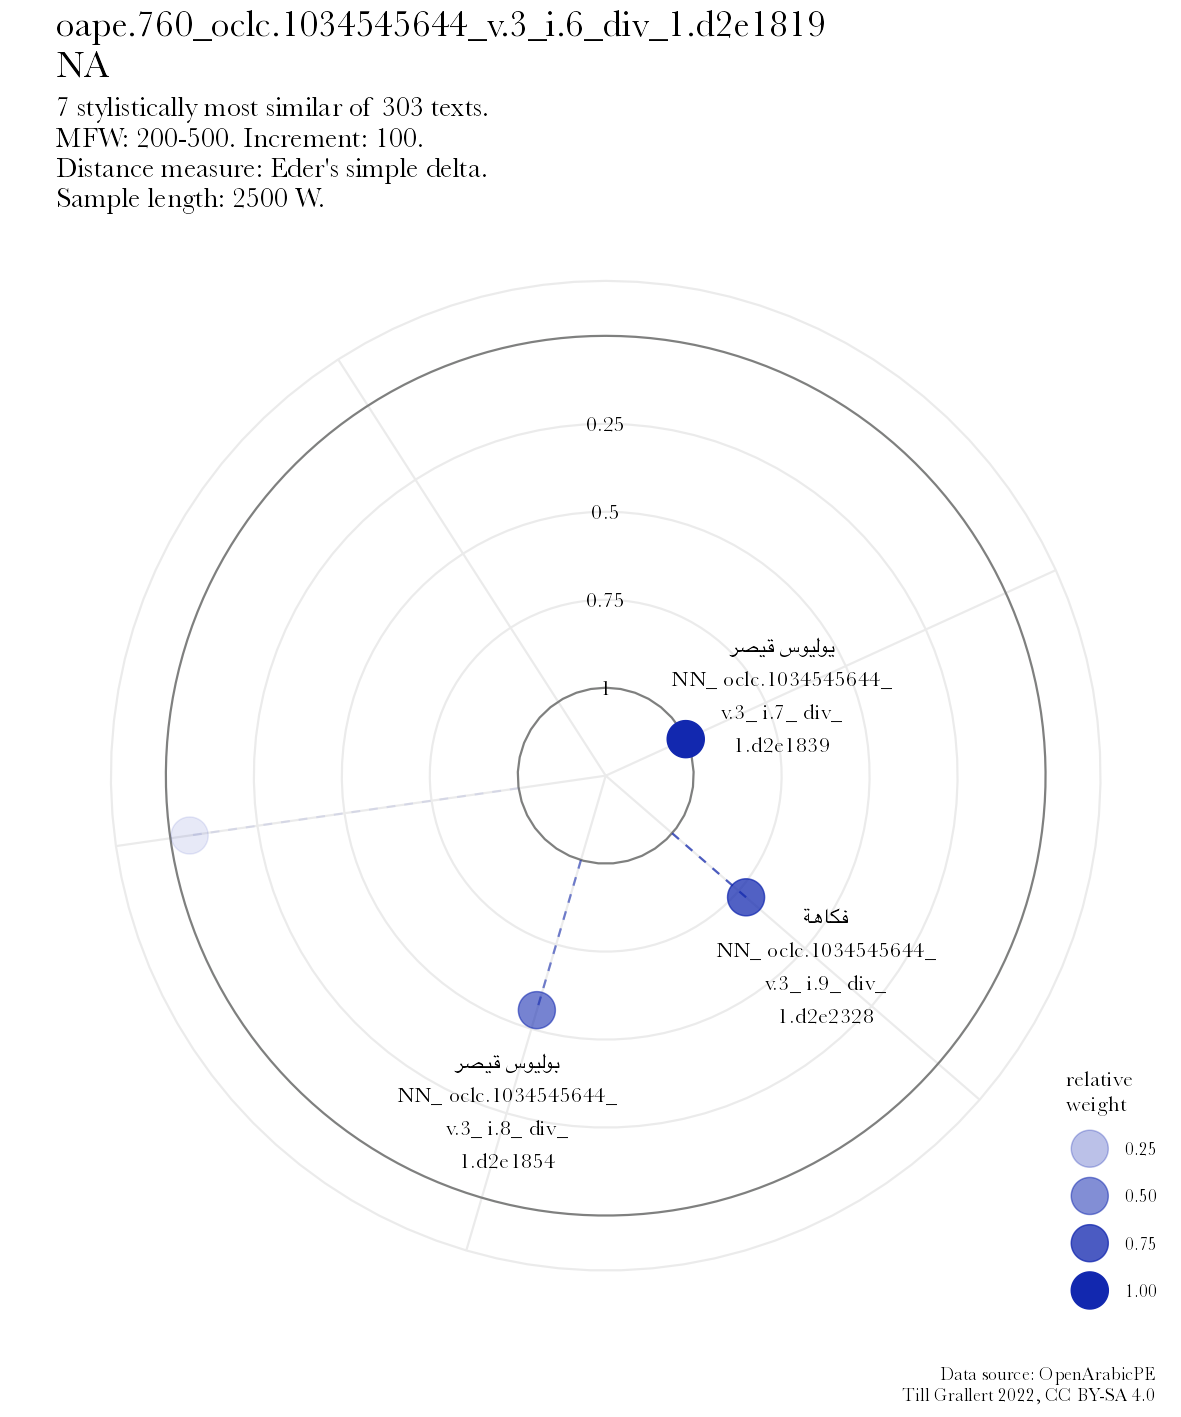 oape.760_oclc.1034545644_v.3_i.6_div_1.d2e1819
NA
7 stylistically most similar of 303 texts.
MFW: 200-500. Increment: 100.
Distance measure: Eder's simple delta.
Sample length: 2500 W.
0.25
0.5
0.75
1
يوليوس قيصر
NN_ oclc.1034545644_
v.3_ i.7_ div_
1.d2e1839
فكاهة
NN_ oclc.1034545644_
v.3_ i.9_ div_
1.d2e2328
بوليوس قيصر
NN_ oclc.1034545644_
v.3_ i.8_ div_
1.d2e1854
relative
weight
0.25
0.50
0.75
1.00
Data source: OpenArabicPE
Till Grallert 2022, CC BY-SA 4.0